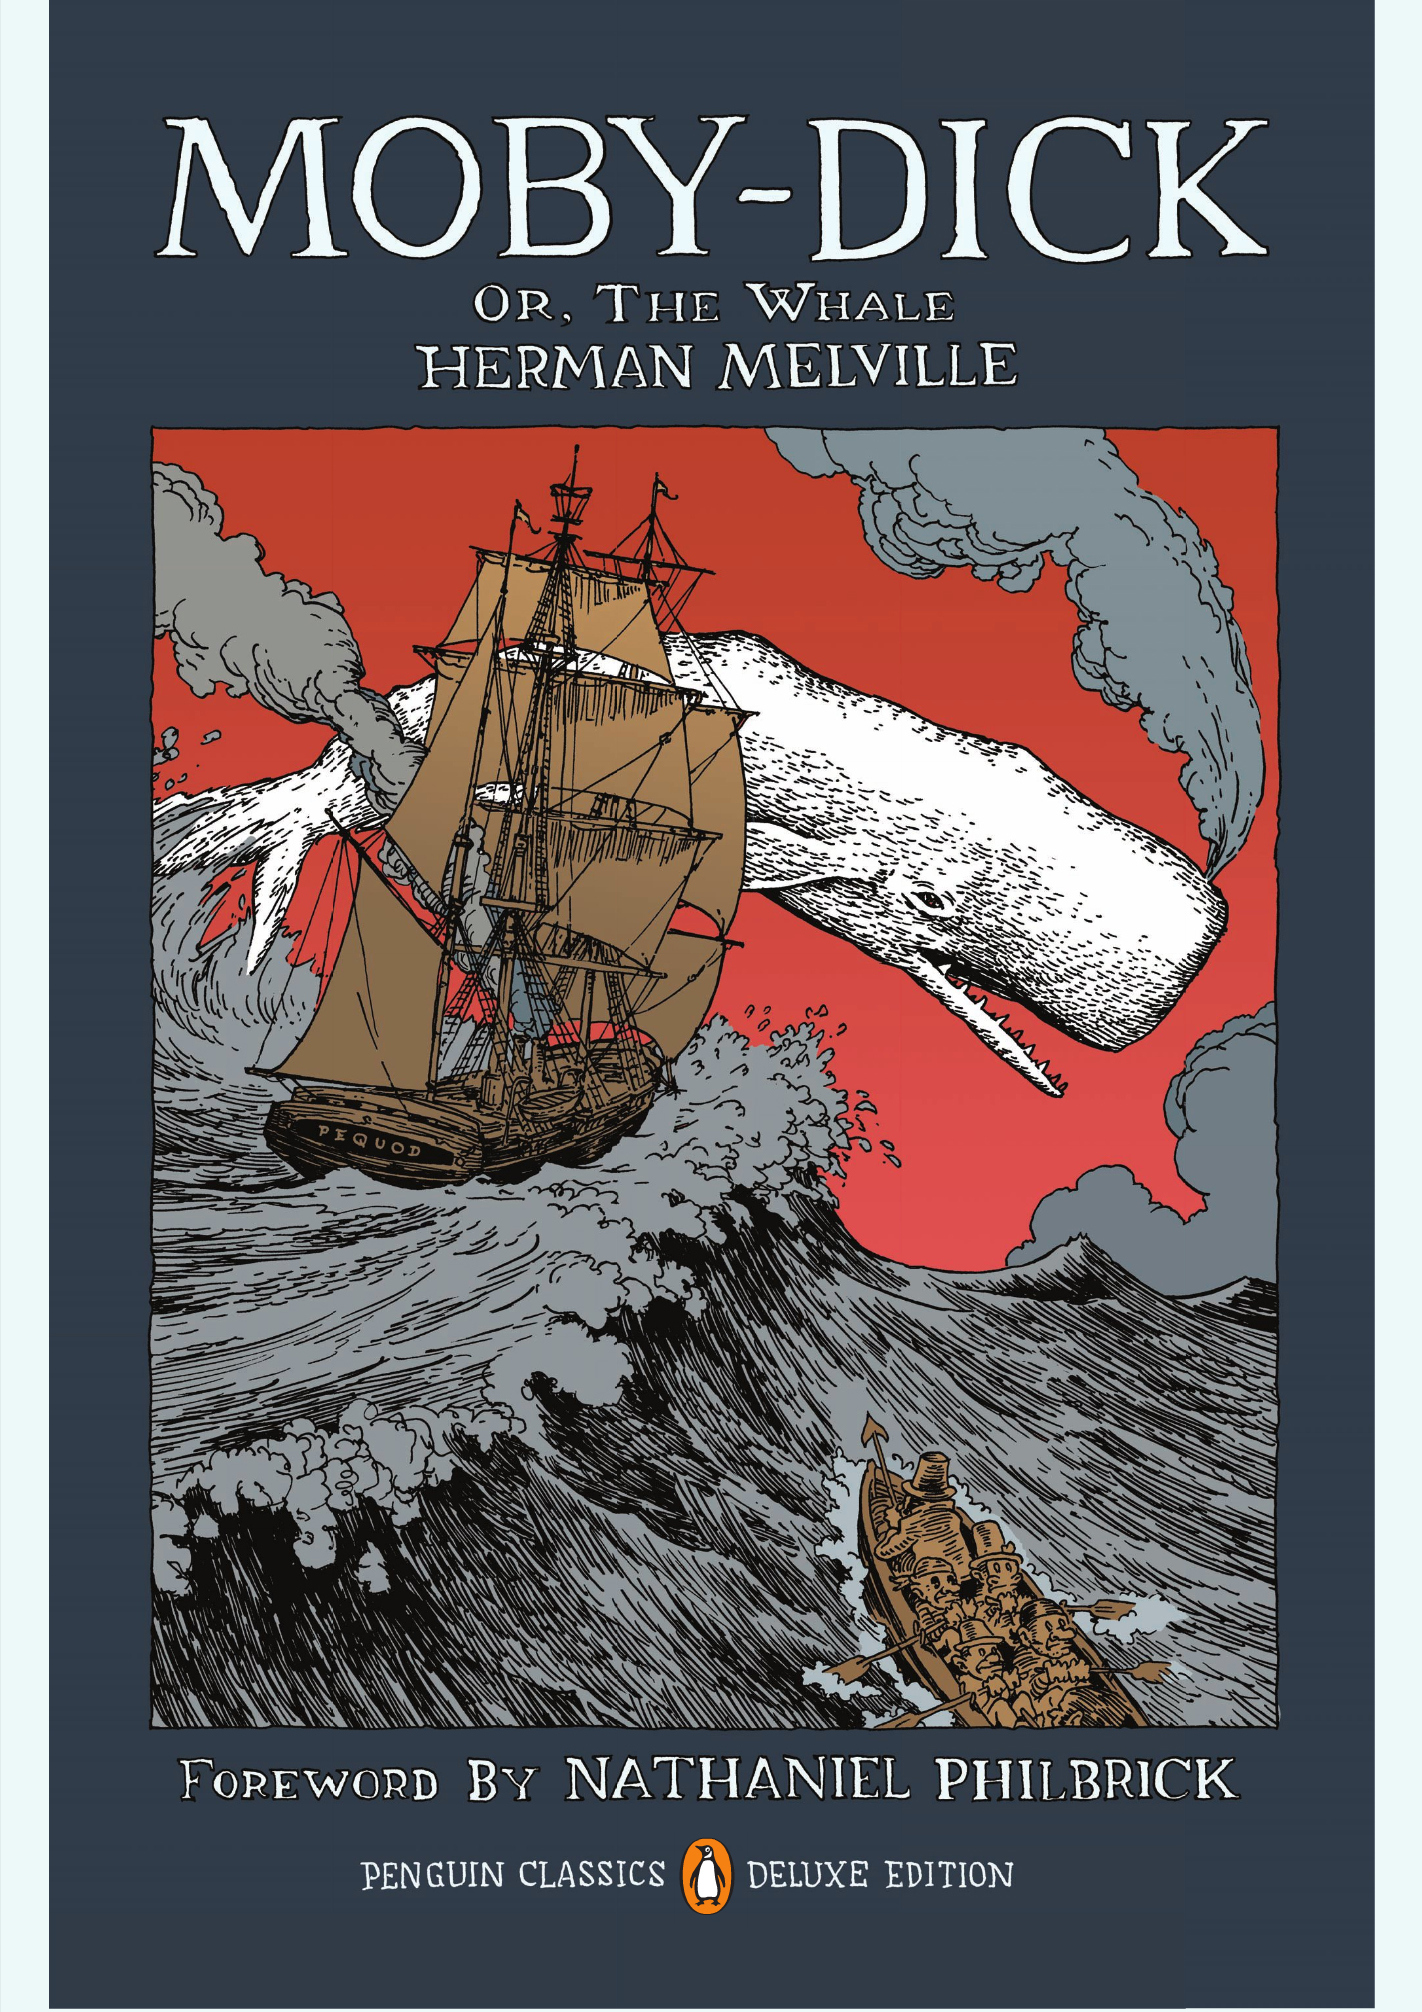 MOBY-DICK
OR, THE WHALE
HERMAN MELVILLE
PEQUOD
FOREWORD BY NATHANIEL PHILBRICK
PENGUIN CLASSICS DELUXE EDITION